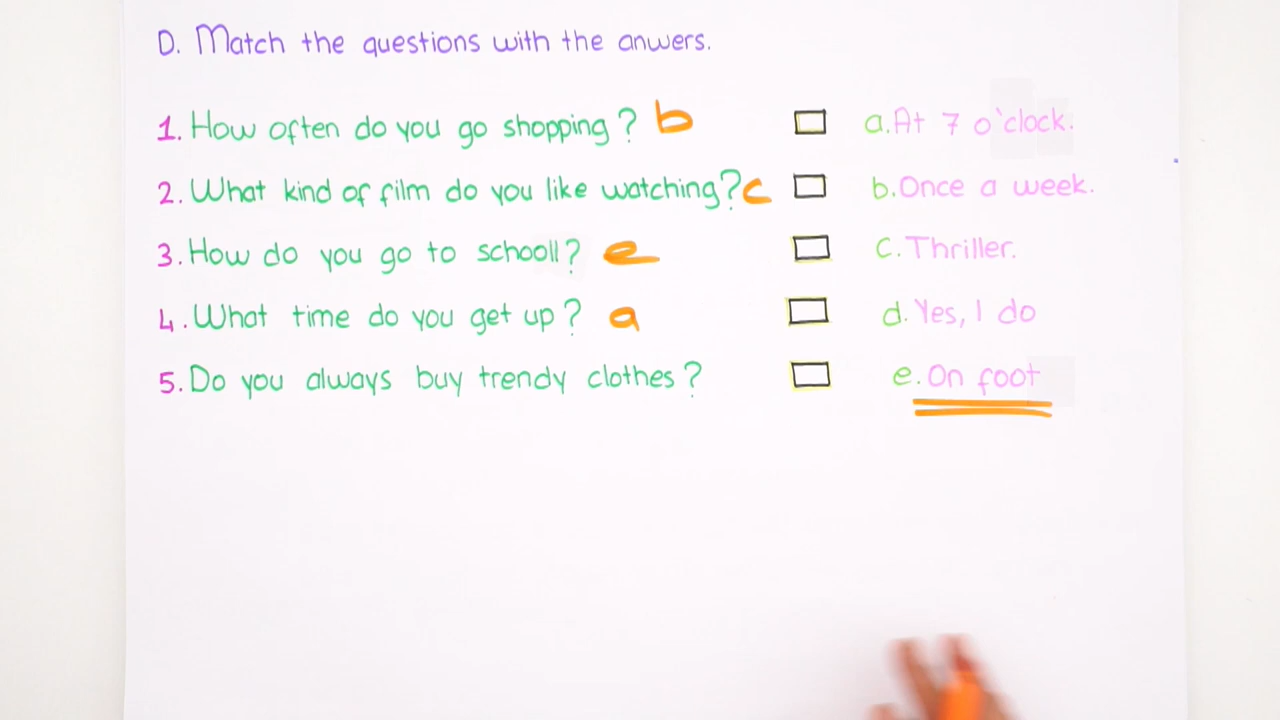 D. Match the questions with the anwers.
1. How often do you go shopping? b a. At 7 o'clock.
2. What kind of film do you like watching? c b. Once a week.
3. How do you go to schooll? e c. Thriller.
4. What time do you get up? a d. Yes, I do
5. Do you always buy trendy clothes? e. On foot